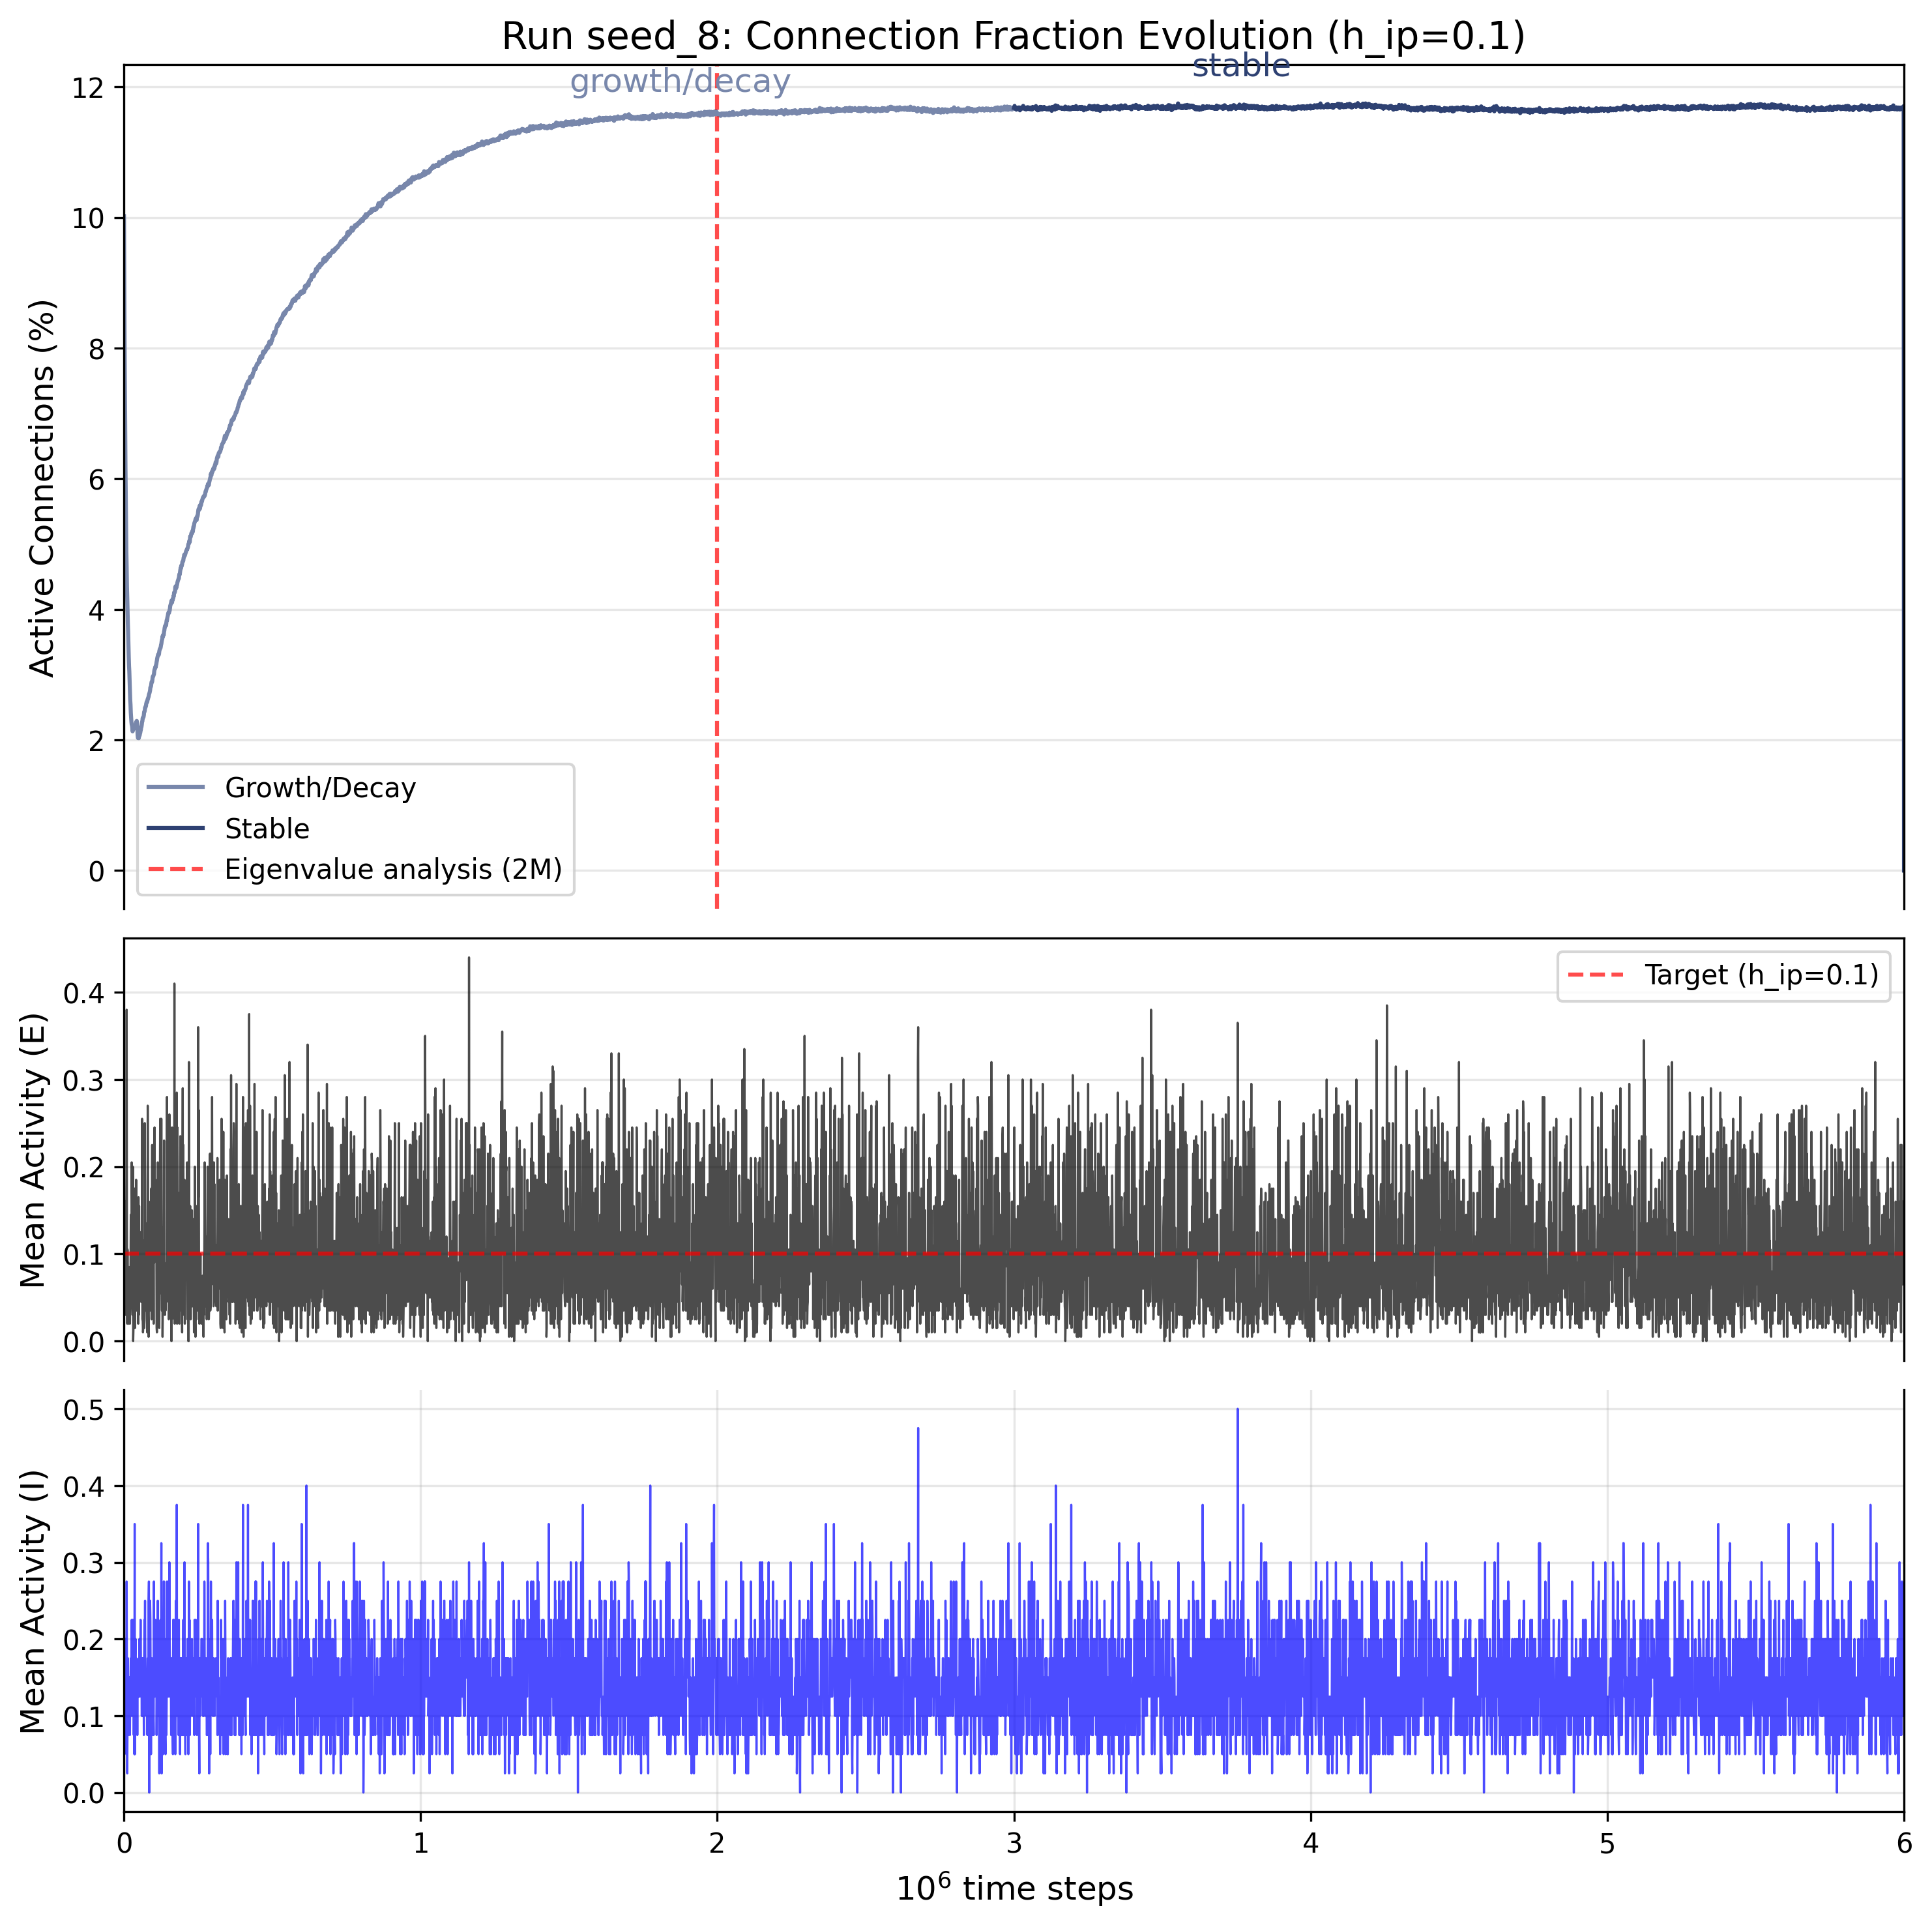 Run seed_8: Connection Fraction Evolution (h_ip=0.1)
growth/decay
stable
12
10
8
6
4
2
0
Active Connections (%)
Growth/Decay
Stable
Eigenvalue analysis (2M)
0.4
0.3
0.2
0.1
0.0
Mean Activity (E)
Target (h_ip=0.1)
0.5
0.4
0.3
0.2
0.1
0.0
Mean Activity (I)
0 1 2 3 4 5 6
10⁶ time steps